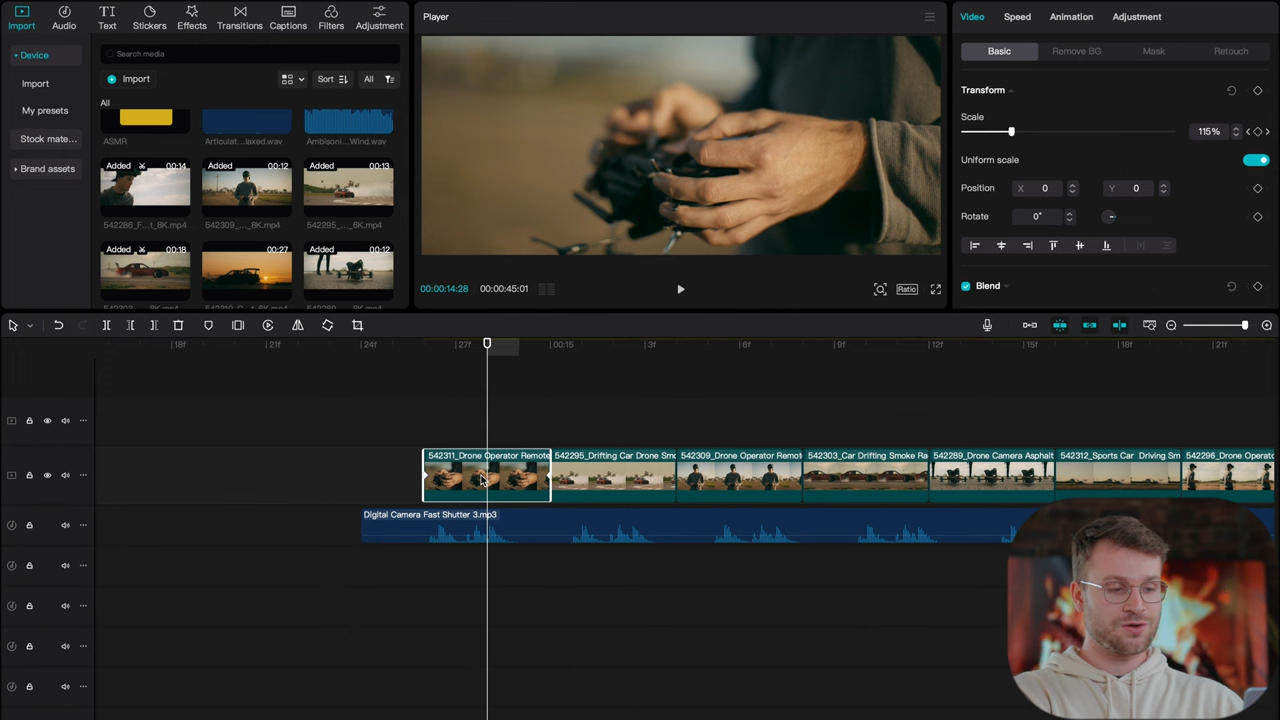 Import Audio Text Stickers Effects Transitions Captions Filters Adjustment
Device
Import
My presets
Stock mate...
Brand assets
Search media
Import
Sort
All
All
ASMR
Articulat...laxed.wav
Ambisoni...Wind.wav
Added 00:14
Added 00:12
Added 00:13
542286_F...t_8K.mp4
542309_..._8K.mp4
542295_..._6K.mp4
Added 00:18
00:27
Added 00:12
Player
00:00:14:28 00:00:45:01
Ratio
Video Speed Animation Adjustment
Basic Remove BG Mask Retouch
Transform
Scale
115%
Uniform scale
Position X 0 Y 0
Rotate 0°
Blend
18f 21f 24f 27f 00:15 3f 6f 9f 12f 15f 18f 21f
542311_Drone Operator Remote
542295_Drifting Car Drone Smo
542309_Drone Operator Remote
542303_Car Drifting Smoke Ra
542289_Drone Camera Asphalt
542312_Sports Car Driving Sm
542296_Drone Operato
Digital Camera Fast Shutter 3.mp3